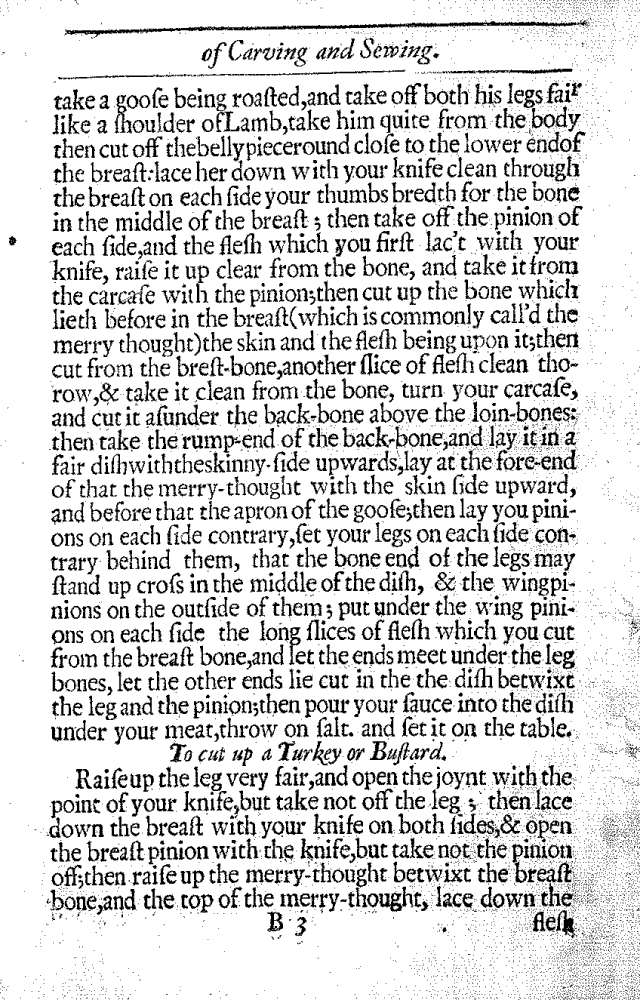 of Carving and Sewing.
take a gooſe being roaſted,and take off both his legs fair
like a ſhoulder ofLamb,take him quite from the body
then cut off thebellypieceround cloſe to the lower endof
the breaſt:lace her down with your knife clean through
the breaſt on each ſide your thumbs bredth for the bone
in the middle of the breaſt ; then take off the pinion of
each ſide,and the fleſh which you firſt lac't with your
knife, raiſe it up clear from the bone, and take it from
the carcaſe with the pinion;then cut up the bone which
lieth before in the breaſt(which is commonly call'd the
merry thought)the skin and the fleſh being upon it;then
cut from the breſt-bone,another ſlice of fleſh clean tho-
row,& take it clean from the bone, turn your carcaſe,
and cut it aſunder the back-bone above the loin-bones:
then take the rump-end of the back-bone,and lay it in a
fair diſhwiththeskinny-ſide upwards,lay at the fore-end
of that the merry-thought with the skin ſide upward,
and before that the apron of the gooſe;then lay you pini-
ons on each ſide contrary,ſet your legs on each ſide con-
trary behind them, that the bone end of the legs may
ſtand up croſs in the middle of the diſh, & the wingpi-
nions on the outſide of them ; put under the wing pini-
ons on each ſide the long ſlices of fleſh which you cut
from the breaſt bone,and let the ends meet under the leg
bones, let the other ends lie cut in the the diſh betwixt
the leg and the pinion;then pour your ſauce into the diſh
under your meat,throw on ſalt. and ſet it on the table.
To cut up a Turkey or Buſtard.
Raiſe up the leg very fair,and open the joynt with the
point of your knife,but take not off the leg ; then lace
down the breaſt with your knife on both ſides,& open
the breaſt pinion with the knife,but take not the pinion
off;then raiſe up the merry-thought betwixt the breaſt
bone,and the top of the merry-thought, lace down the
B 3 fleſh